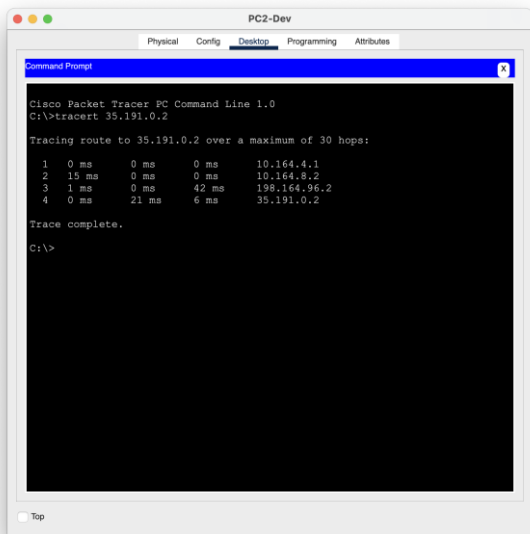 PC2-Dev
Physical Config Desktop Programming Attributes
Command Prompt
X
Cisco Packet Tracer PC Command Line 1.0
C:\>tracert 35.191.0.2
Tracing route to 35.191.0.2 over a maximum of 30 hops:
1 0 ms 0 ms 0 ms 10.164.4.1
2 15 ms 0 ms 0 ms 10.164.8.2
3 1 ms 0 ms 42 ms 198.164.96.2
4 0 ms 21 ms 6 ms 35.191.0.2
Trace complete.
C:\>
Top